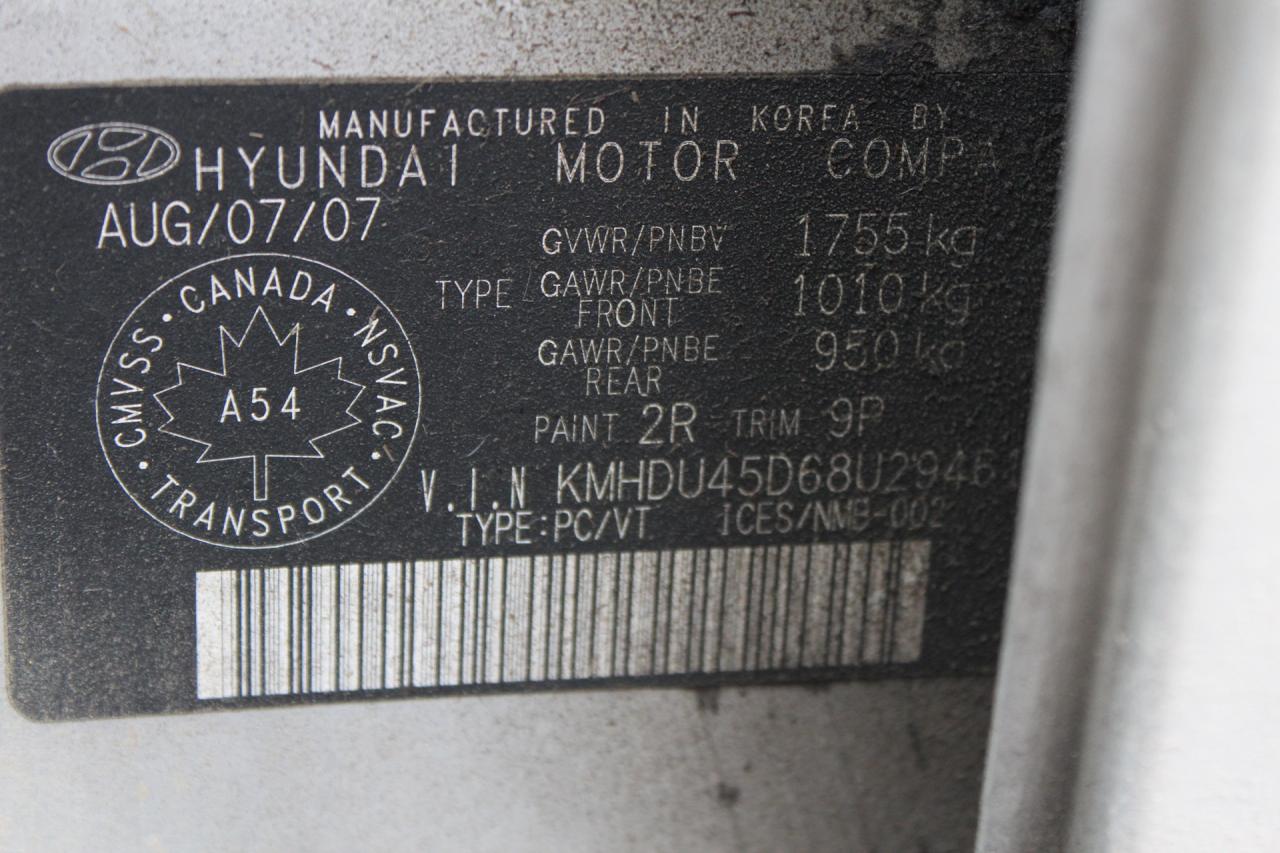 MANUFACTURED IN KOREA BY
HYUNDAI MOTOR COMPA
AUG/07/07
GVWR/PNBV 1755 kg
TYPE GAWR/PNBE FRONT 1010 kg
GAWR/PNBE REAR 950 kg
PAINT 2R TRIM 9P
V.I.N KMHDU45D68U2946
TYPE:PC/VT ICES/NMB-002
CMVSS · CANADA · NSVAC · TRANSPORT
A54